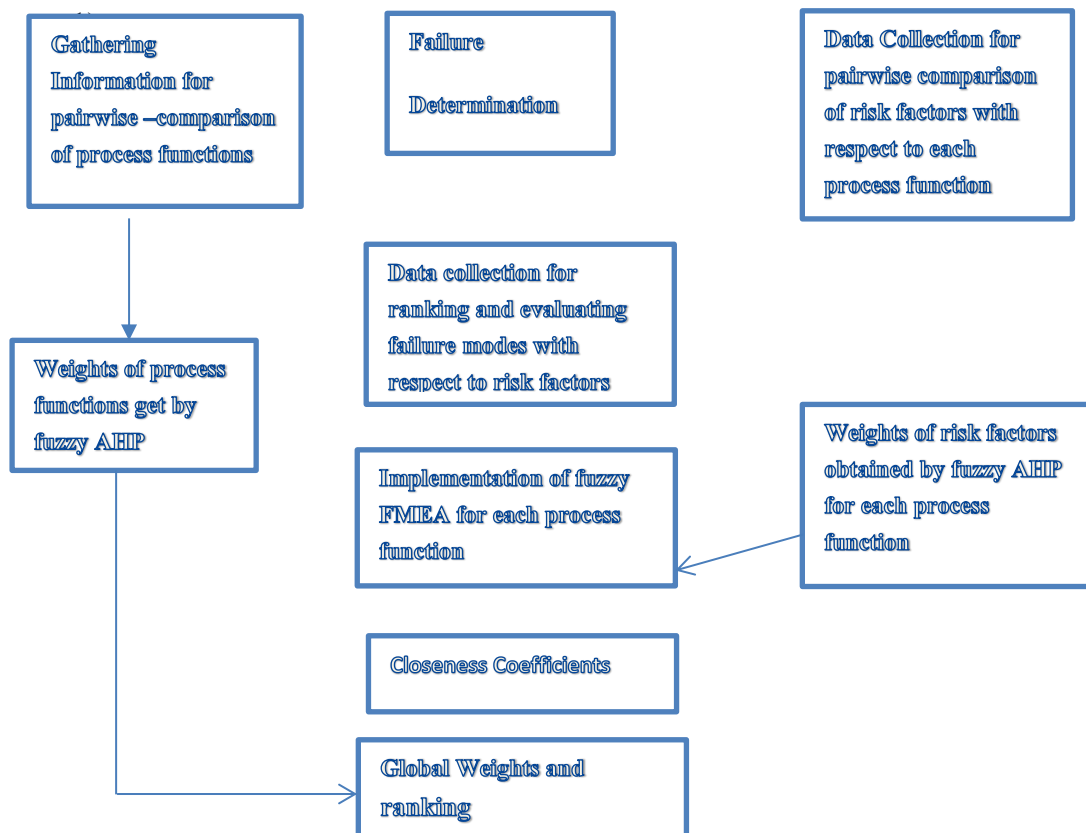 Gathering
Information for
pairwise –comparison
of process functions
Failure
Determination
Data Collection for
pairwise comparison
of risk factors with
respect to each
process function
Data collection for
ranking and evaluating
failure modes with
respect to risk factors
Weights of process
functions get by
fuzzy AHP
Weights of risk factors
obtained by fuzzy AHP
for each process
function
Implementation of fuzzy
FMEA for each process
function
Closeness Coefficients
Global Weights and
ranking